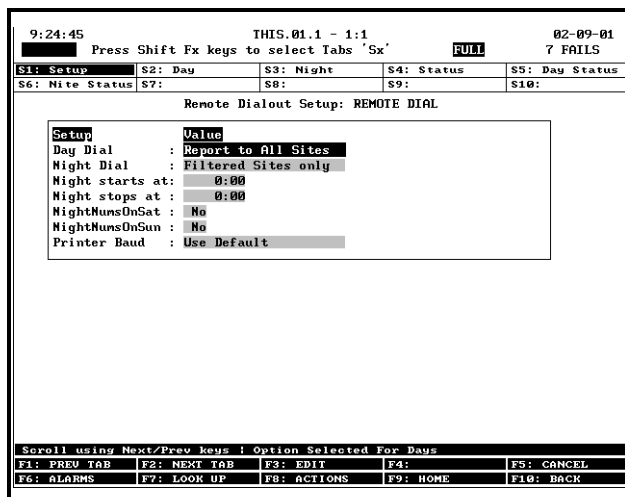 9:24:45 THIS.01.1 - 1:1 02-09-01
Press Shift Fx keys to select Tabs 'Sx' FULL 7 FAILS
S1: Setup S2: Day S3: Night S4: Status S5: Day Status
S6: Nite Status S7: S8: S9: S10:
Remote Dialout Setup: REMOTE DIAL
Setup Value
Day Dial : Report to All Sites
Night Dial : Filtered Sites only
Night starts at: 0:00
Night stops at : 0:00
NightNumsOnSat : No
NightNumsOnSun : No
Printer Baud : Use Default
Scroll using Next/Prev keys ¦ Option Selected For Days
F1: PREV TAB F2: NEXT TAB F3: EDIT F4: F5: CANCEL
F6: ALARMS F7: LOOK UP F8: ACTIONS F9: HOME F10: BACK